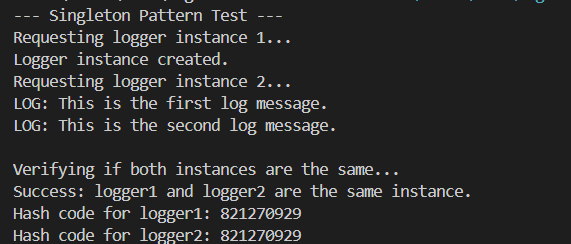 --- Singleton Pattern Test ---
Requesting logger instance 1...
Logger instance created.
Requesting logger instance 2...
LOG: This is the first log message.
LOG: This is the second log message.
Verifying if both instances are the same...
Success: logger1 and logger2 are the same instance.
Hash code for logger1: 821270929
Hash code for logger2: 821270929